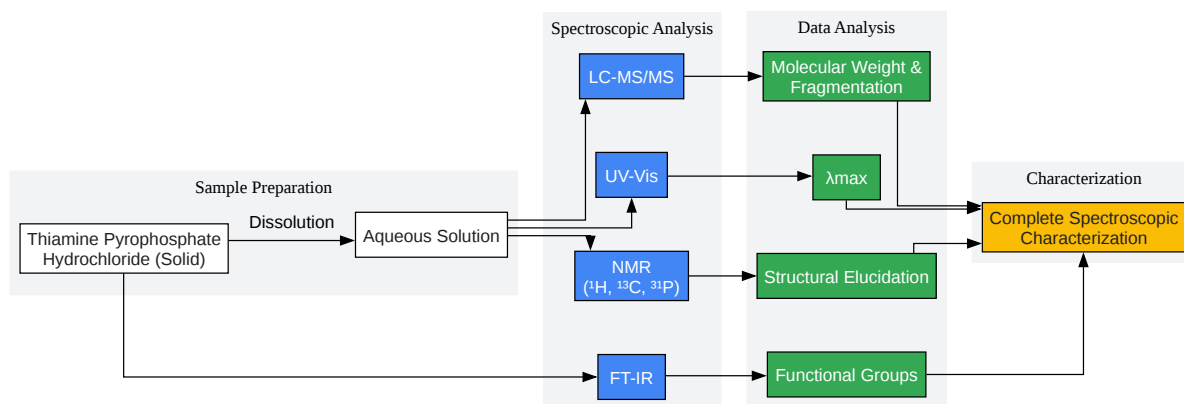 Spectroscopic Analysis
Data Analysis
LC-MS/MS
Molecular Weight &
Fragmentation
Sample Preparation
UV-Vis
λmax
Characterization
Dissolution
Thiamine Pyrophosphate
Hydrochloride (Solid)
Aqueous Solution
Complete Spectroscopic
Characterization
NMR
(¹H, ¹³C, ³¹P)
Structural Elucidation
FT-IR
Functional Groups